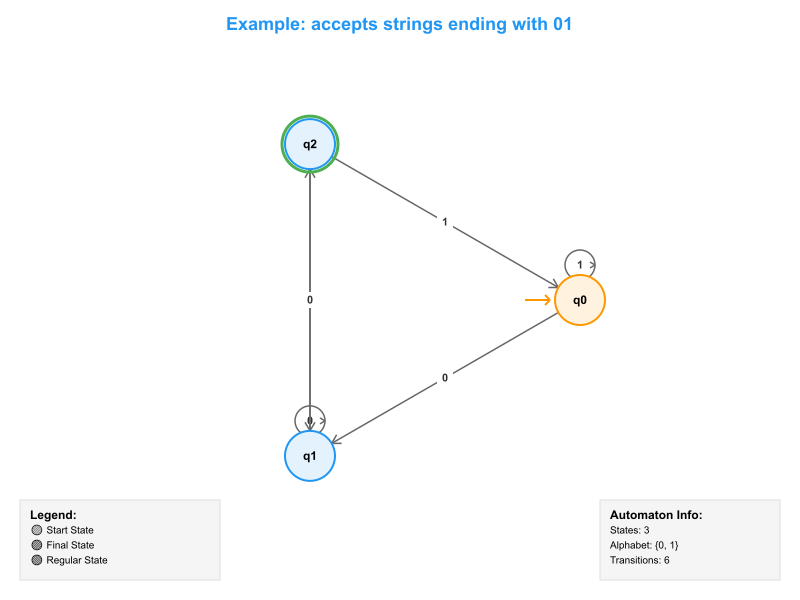 Example: accepts strings ending with 01
q2
1
1
q0
0
0
0
q1
Legend:
Start State
Final State
Regular State
Automaton Info:
States: 3
Alphabet: {0, 1}
Transitions: 6